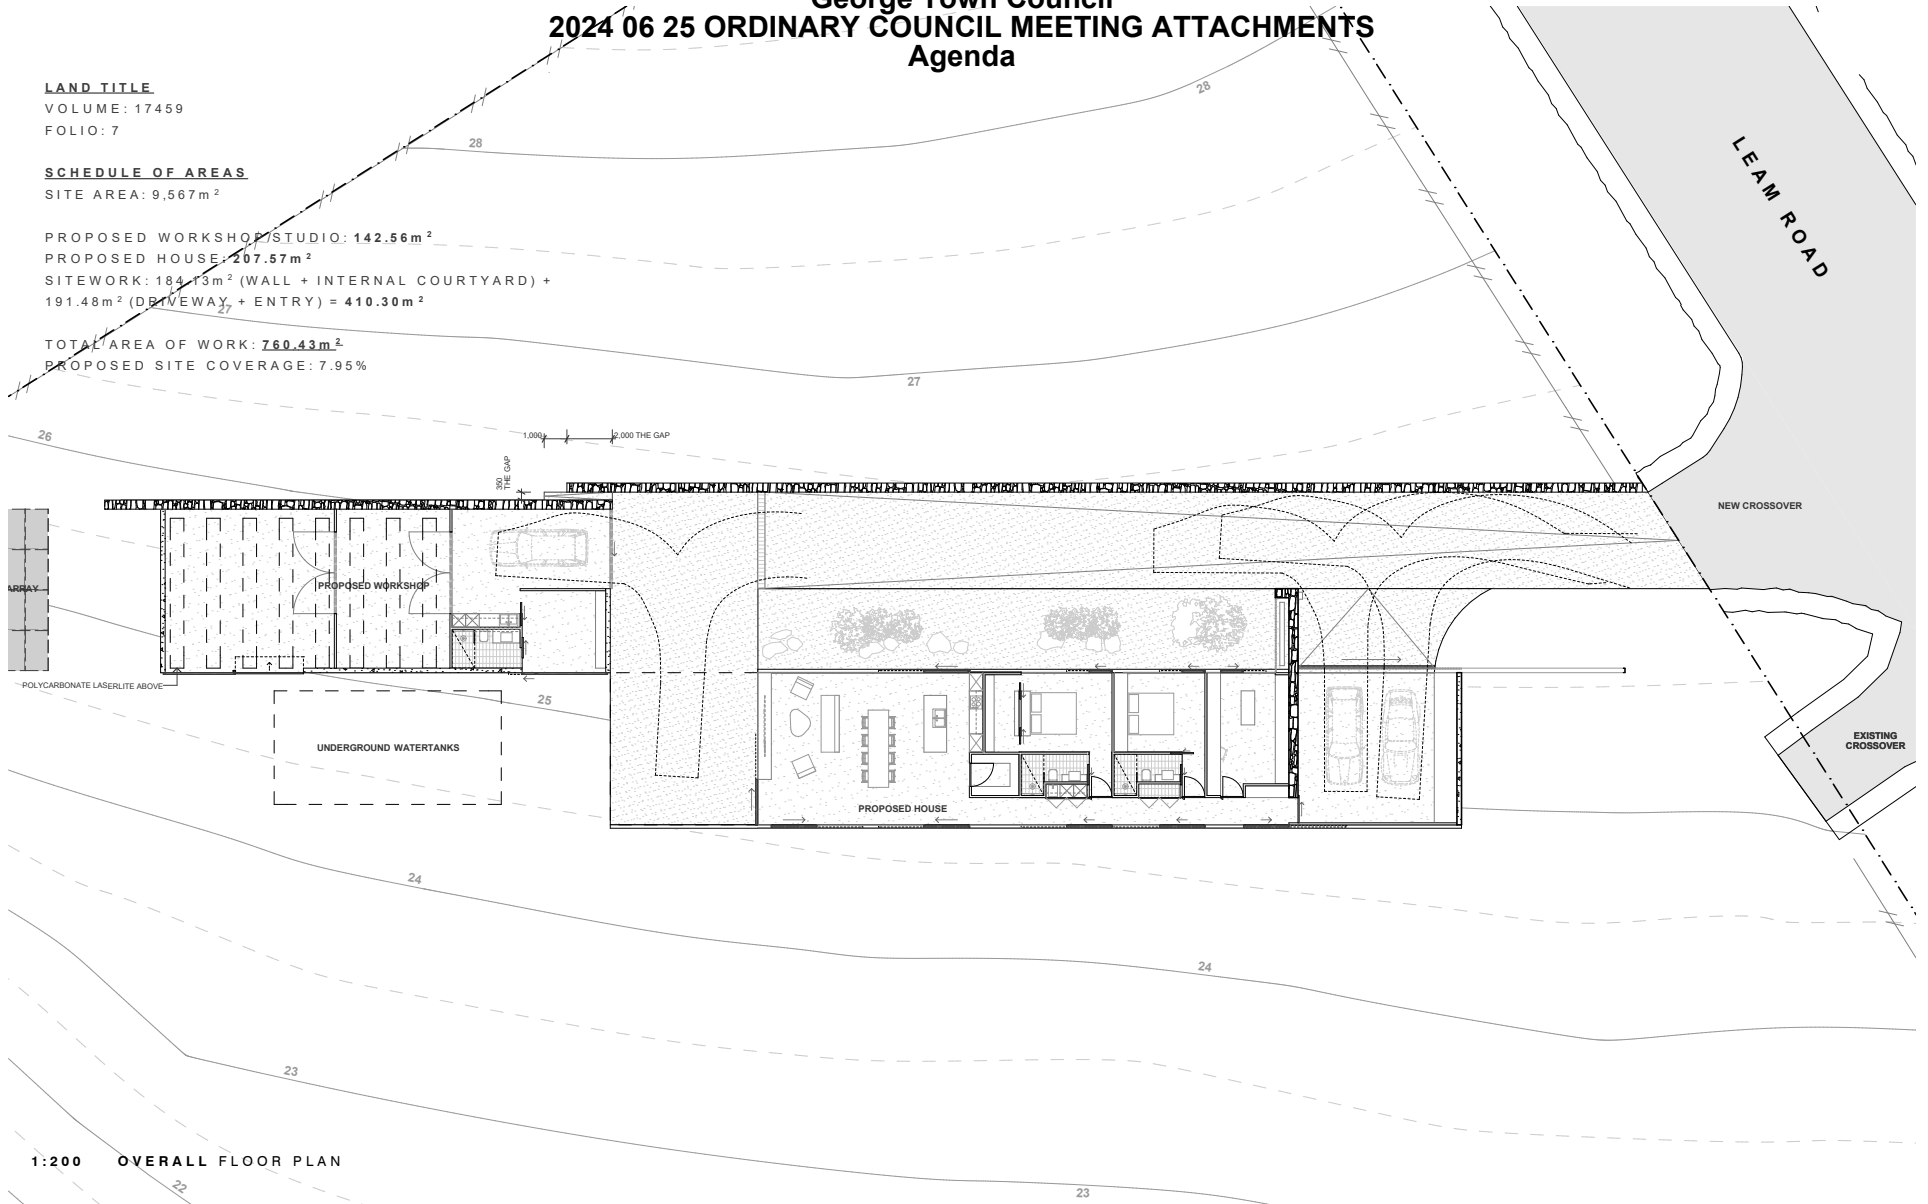 George Town Council
2024 06 25 ORDINARY COUNCIL MEETING ATTACHMENTS
Agenda
LAND TITLE
VOLUME: 17459
FOLIO: 7
SCHEDULE OF AREAS
SITE AREA: 9,567m²
PROPOSED WORKSHOP/STUDIO: 142.56m²
PROPOSED HOUSE: 207.57m²
SITEWORK: 184.13m² (WALL + INTERNAL COURTYARD) +
191.48m² (DRIVEWAY + ENTRY) = 410.30m²
TOTAL AREA OF WORK: 760.43m²
PROPOSED SITE COVERAGE: 7.95%
28
28
LEAM ROAD
27
27
26
1,000
2,000 THE GAP
350
THE GAP
NEW CROSSOVER
ARRAY
PROPOSED WORKSHOP
POLYCARBONATE LASERLITE ABOVE
25
UNDERGROUND WATERTANKS
EXISTING
CROSSOVER
PROPOSED HOUSE
24
24
23
23
22
1:200 OVERALL FLOOR PLAN